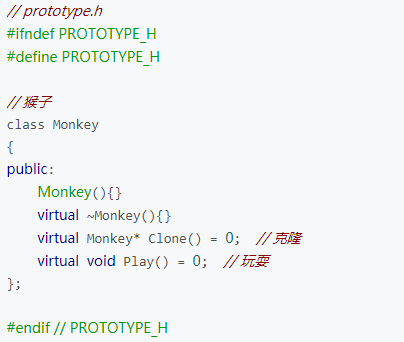 // prototype.h
#ifndef PROTOTYPE_H
#define PROTOTYPE_H
// 猴子
class Monkey
{
public:
Monkey(){}
virtual ~Monkey(){}
virtual Monkey* Clone() = 0;  // 克隆
virtual void Play() = 0;  // 玩耍
};
#endif // PROTOTYPE_H